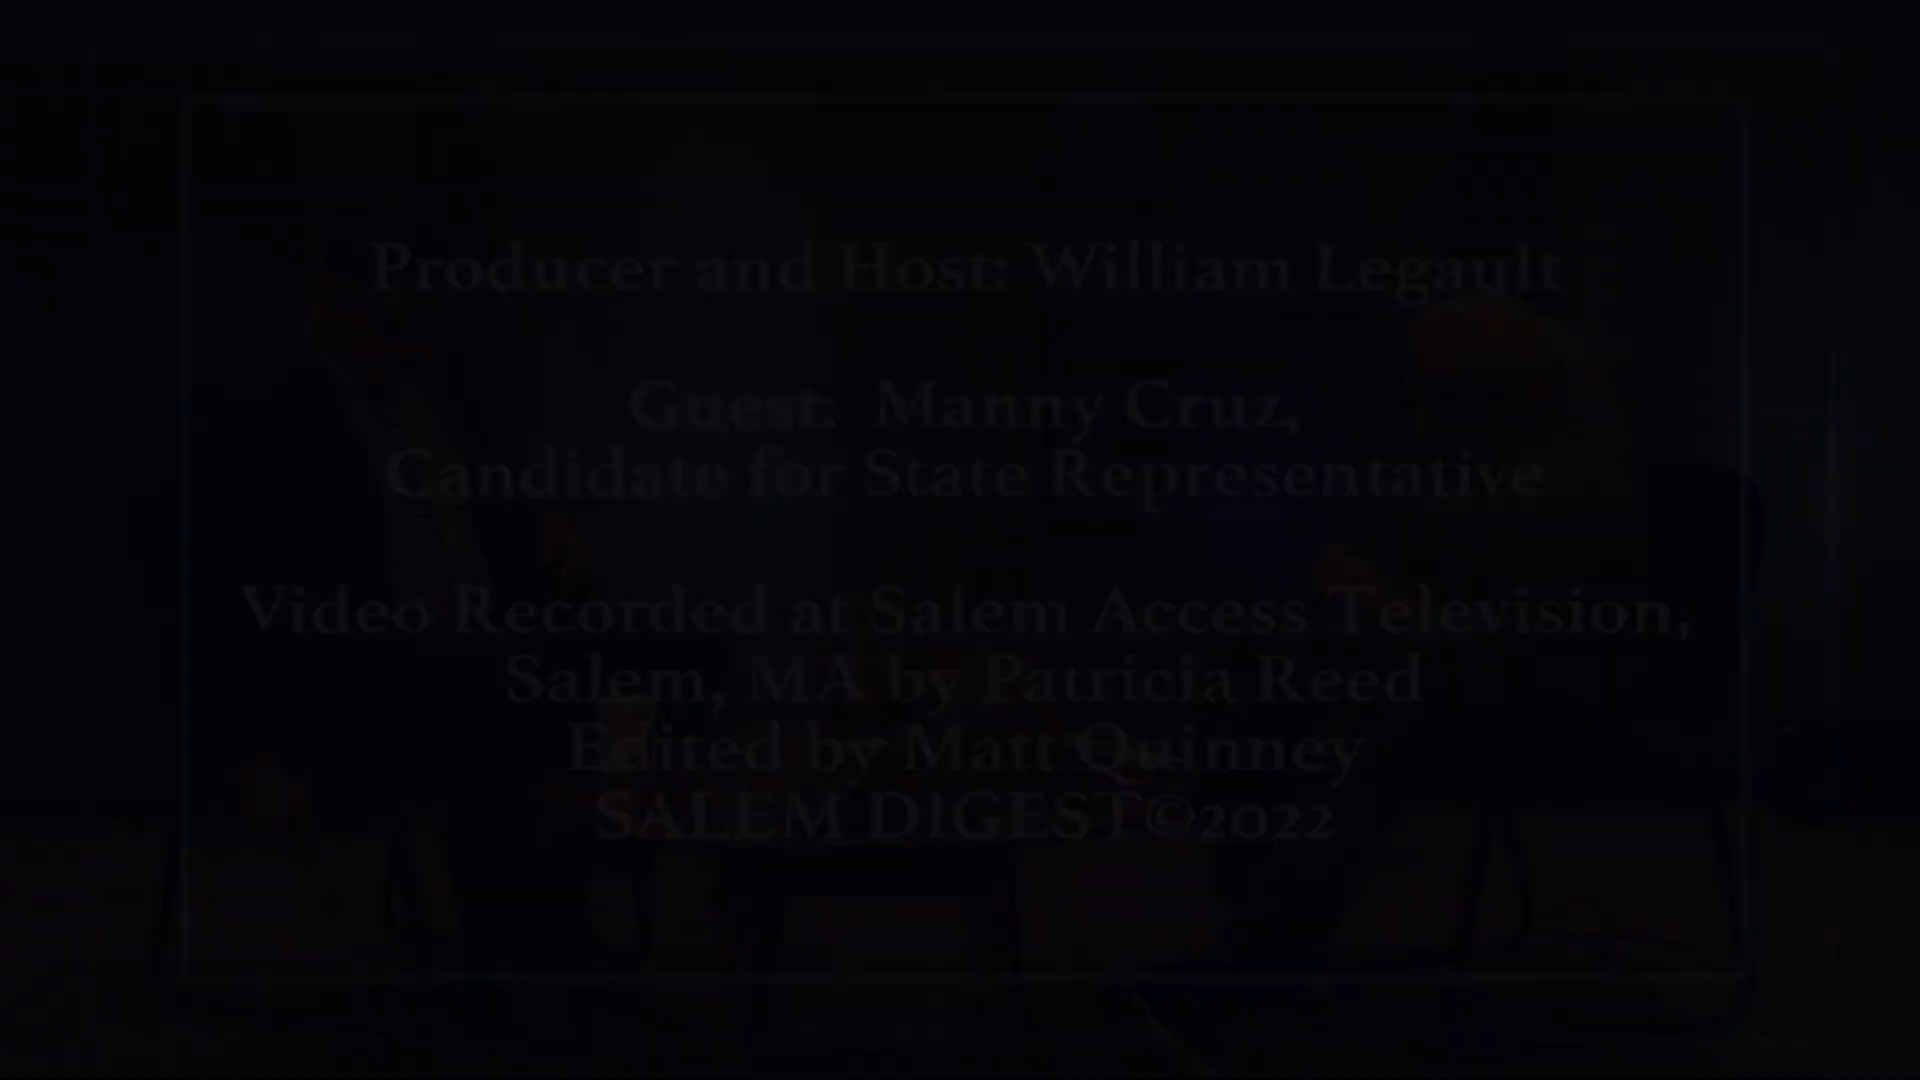 Producer and Host: William Legault
Guest: Manny Cruz,
Candidate for State Representative
Video Recorded at Salem Access Television,
Salem, MA by Patricia Reed
Edited by Matt Quinney
SALEM DIGEST©2022